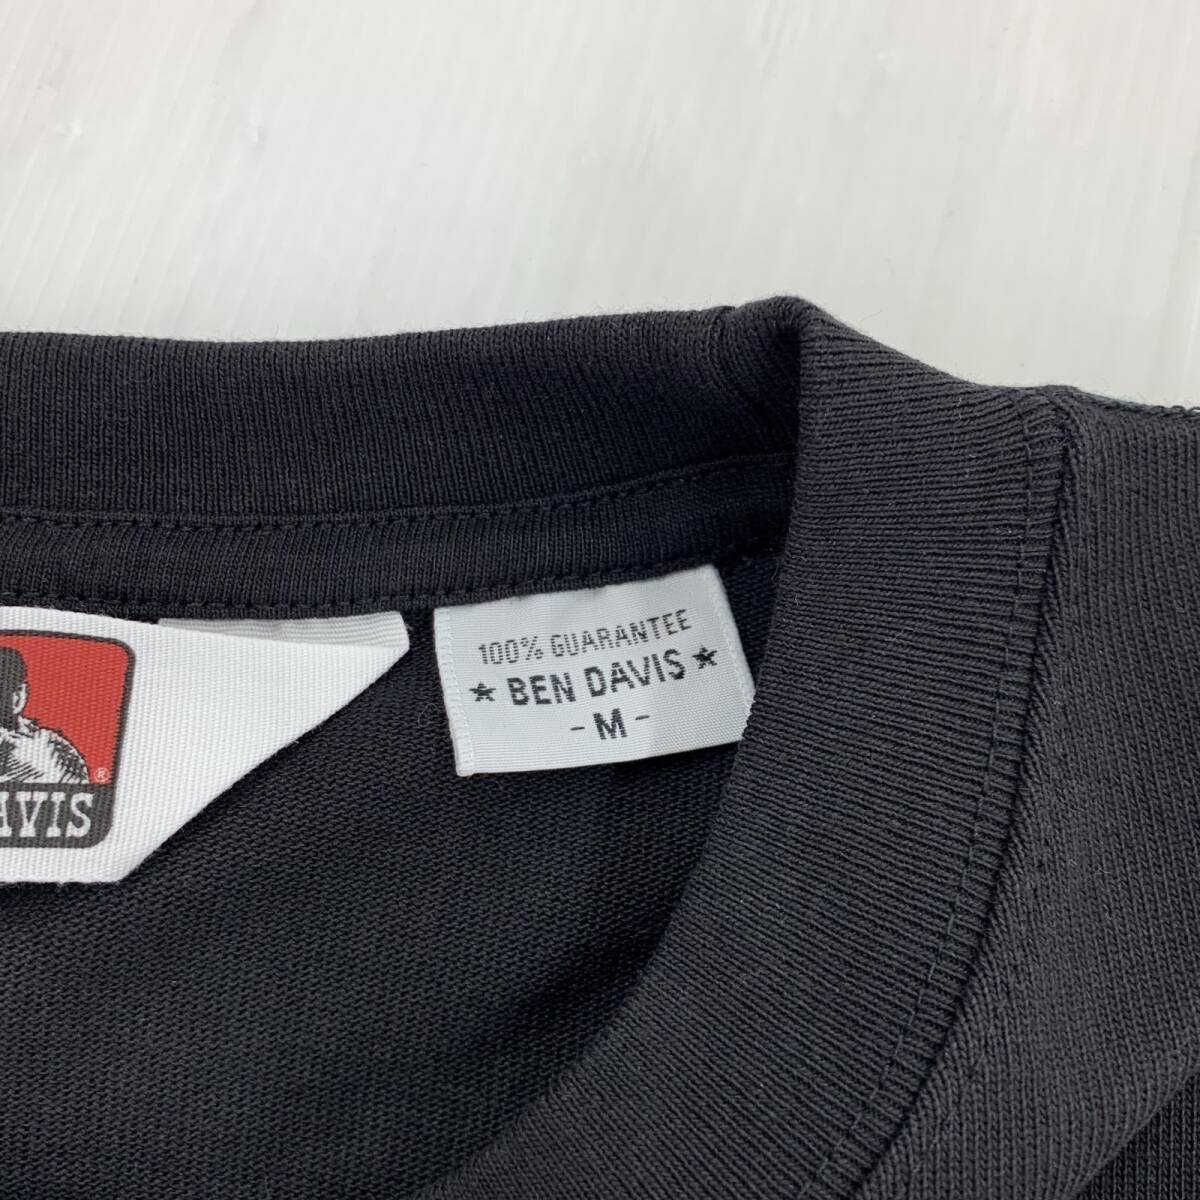 100% GUARANTEE
★ BEN DAVIS ★
- M -
®
AVIS